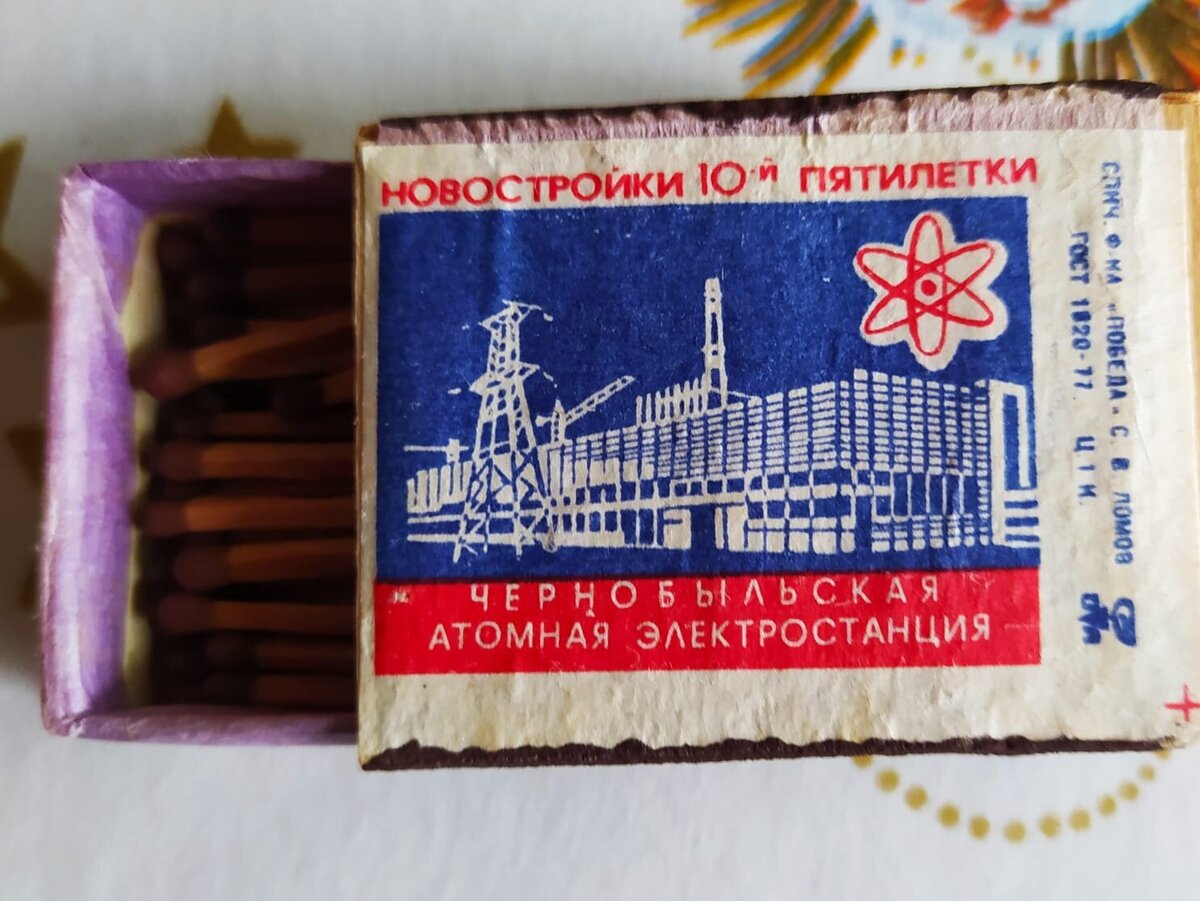 НОВОСТРОЙКИ 10-й ПЯТИЛЕТКИ
ЧЕРНОБЫЛЬСКАЯ
АТОМНАЯ ЭЛЕКТРОСТАНЦИЯ
СПИЧ. Ф-КА „ПОБЕДА" С. В. ЛОМОВ
ГОСТ 1820-77 Ц 1 К.